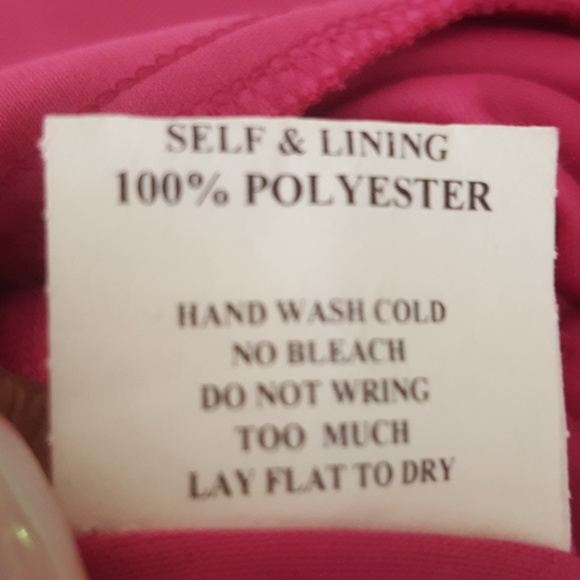 SELF & LINING
100% POLYESTER
HAND WASH COLD
NO BLEACH
DO NOT WRING
TOO MUCH
LAY FLAT TO DRY